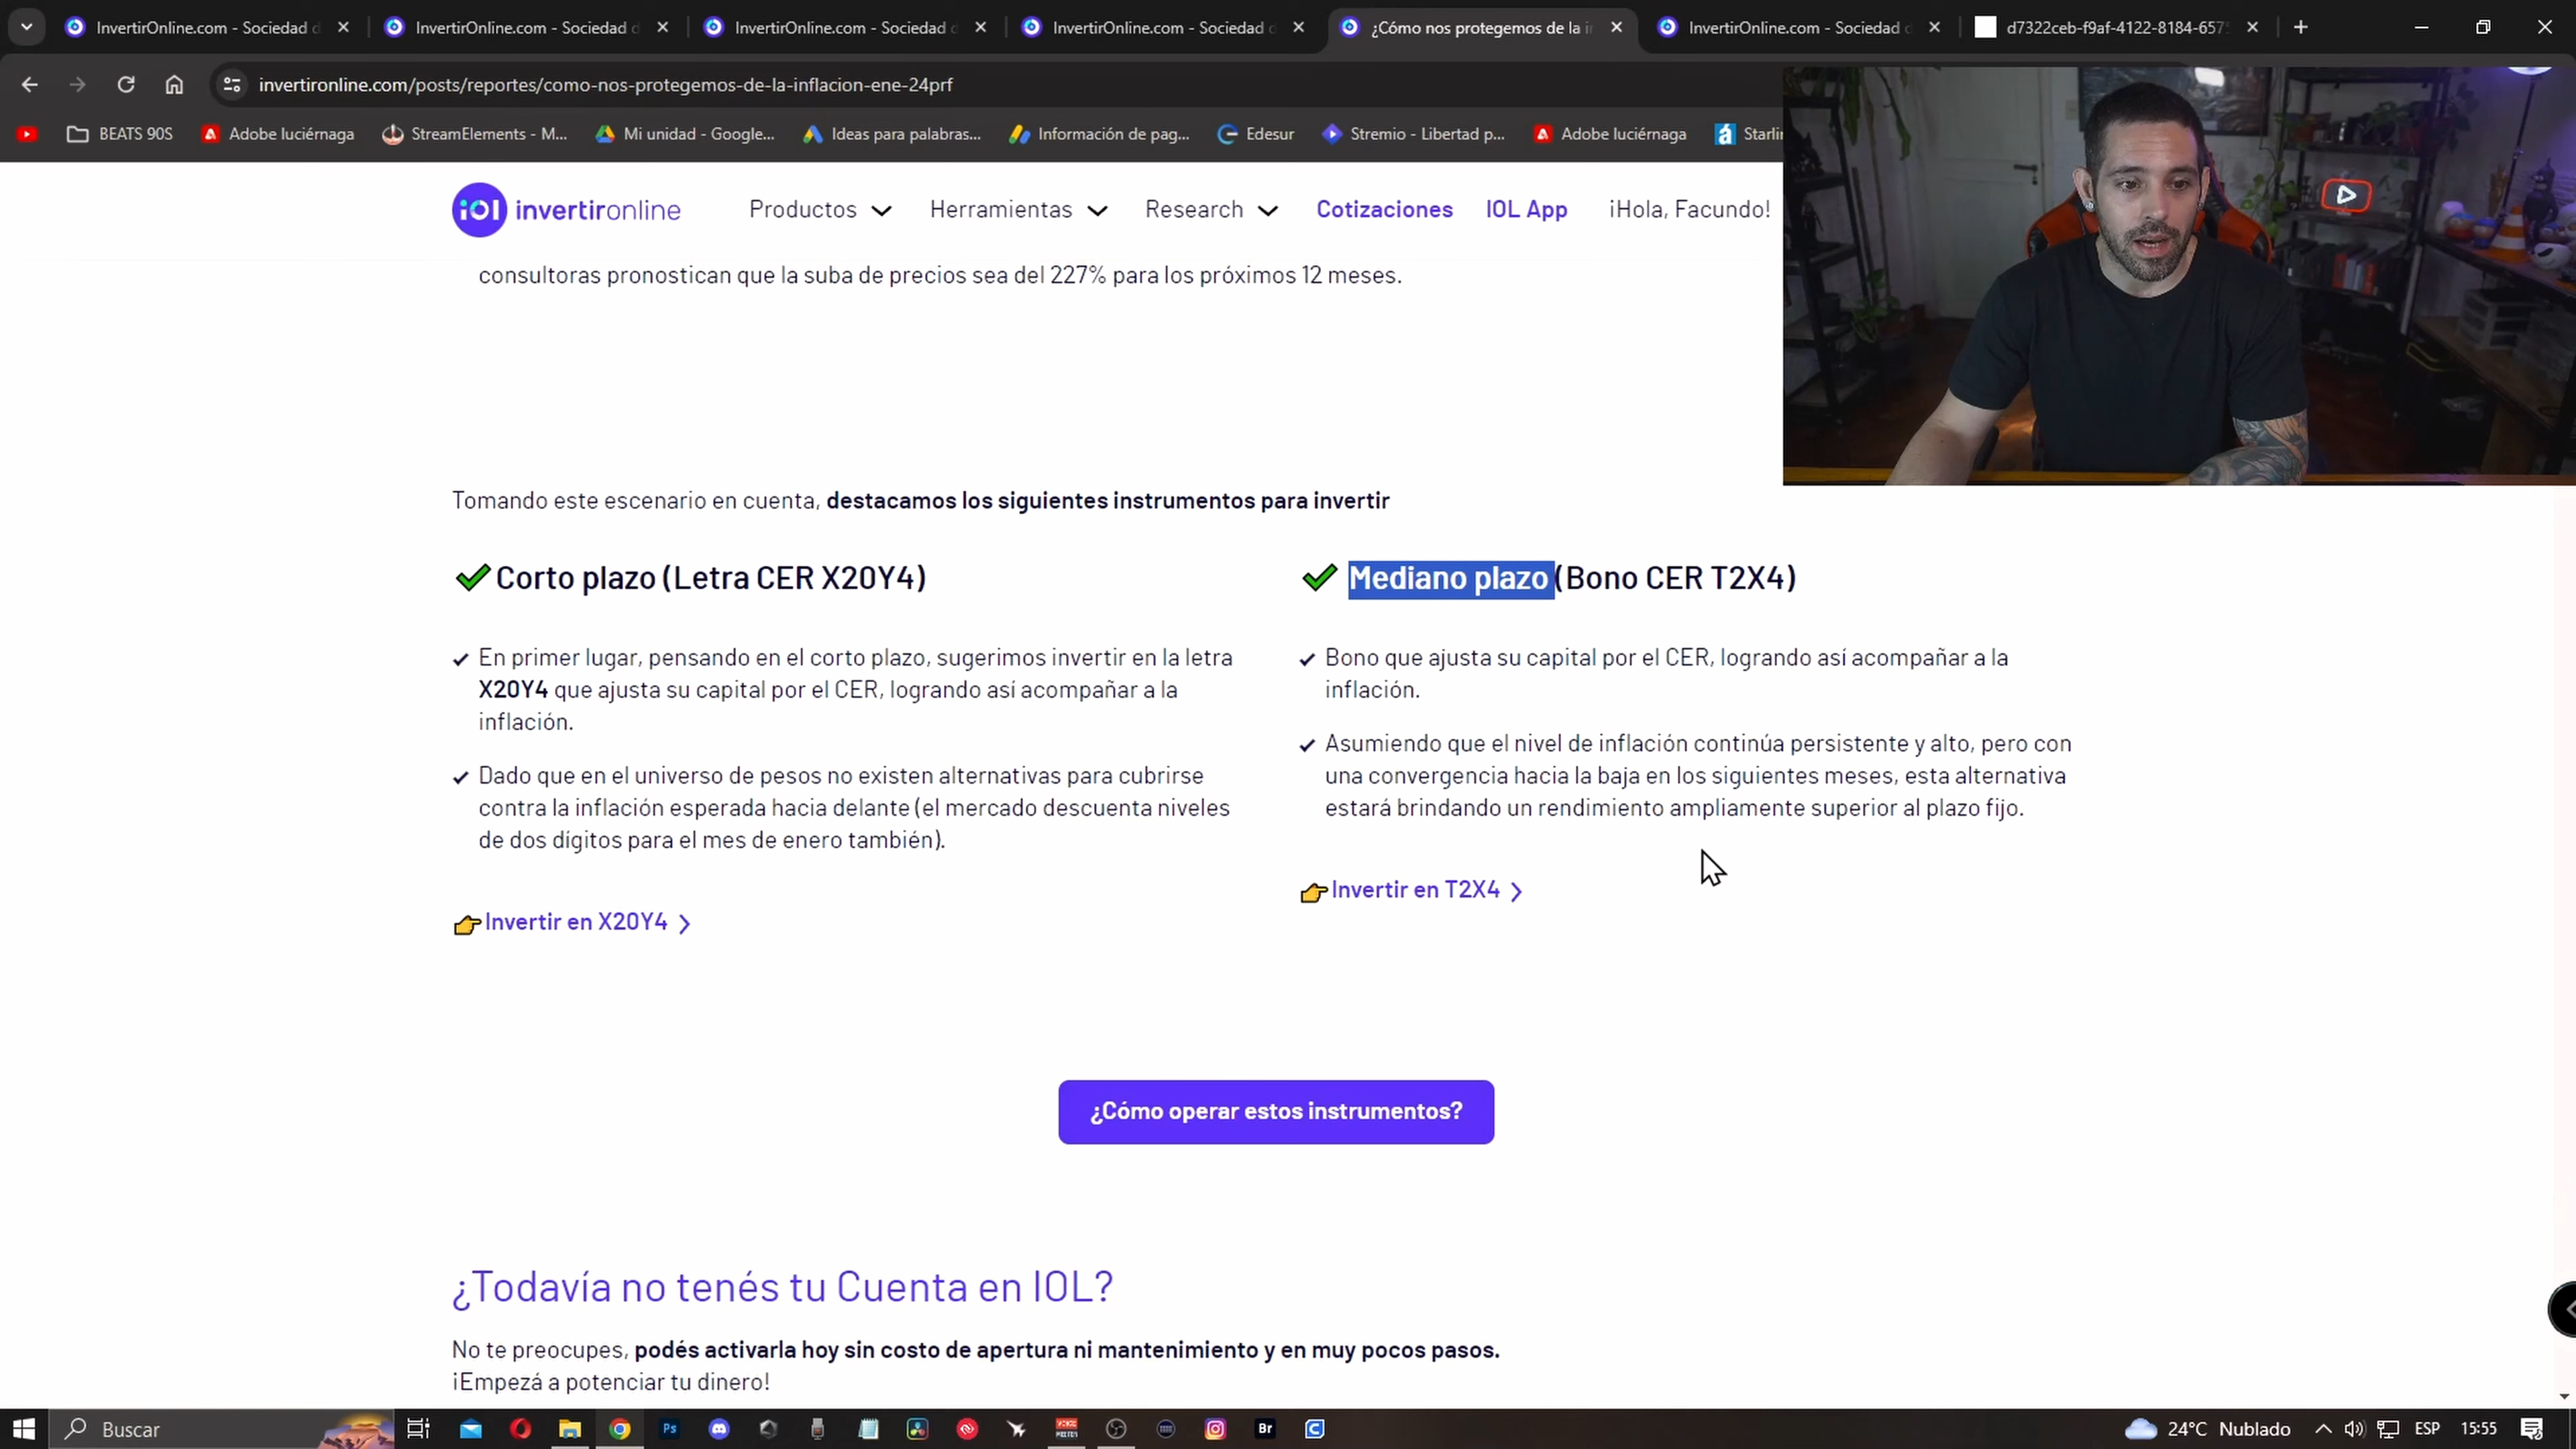 InvertirOnline.com - Sociedad d
InvertirOnline.com - Sociedad d
InvertirOnline.com - Sociedad d
InvertirOnline.com - Sociedad d
¿Cómo nos protegemos de la i
InvertirOnline.com - Sociedad d
d7322ceb-f9af-4122-8184-657
invertironline.com/posts/reportes/como-nos-protegemos-de-la-inflacion-ene-24prf
BEATS 90S
Adobe luciérnaga
StreamElements - M...
Mi unidad - Google...
Ideas para palabras...
Información de pag...
Edesur
Stremio - Libertad p...
Adobe luciérnaga
Starlin
iol invertironline
Productos
Herramientas
Research
Cotizaciones
IOL App
¡Hola, Facundo!
consultoras pronostican que la suba de precios sea del 227% para los próximos 12 meses.
Tomando este escenario en cuenta, destacamos los siguientes instrumentos para invertir
Corto plazo (Letra CER X20Y4)
En primer lugar, pensando en el corto plazo, sugerimos invertir en la letra
X20Y4 que ajusta su capital por el CER, logrando así acompañar a la
inflación.
Dado que en el universo de pesos no existen alternativas para cubrirse
contra la inflación esperada hacia delante (el mercado descuenta niveles
de dos dígitos para el mes de enero también).
Invertir en X20Y4
Mediano plazo (Bono CER T2X4)
Bono que ajusta su capital por el CER, logrando así acompañar a la
inflación.
Asumiendo que el nivel de inflación continúa persistente y alto, pero con
una convergencia hacia la baja en los siguientes meses, esta alternativa
estará brindando un rendimiento ampliamente superior al plazo fijo.
Invertir en T2X4
¿Cómo operar estos instrumentos?
¿Todavía no tenés tu Cuenta en IOL?
No te preocupes, podés activarla hoy sin costo de apertura ni mantenimiento y en muy pocos pasos.
¡Empezá a potenciar tu dinero!
Buscar
Ps
Br
24°C Nublado
ESP
15:55